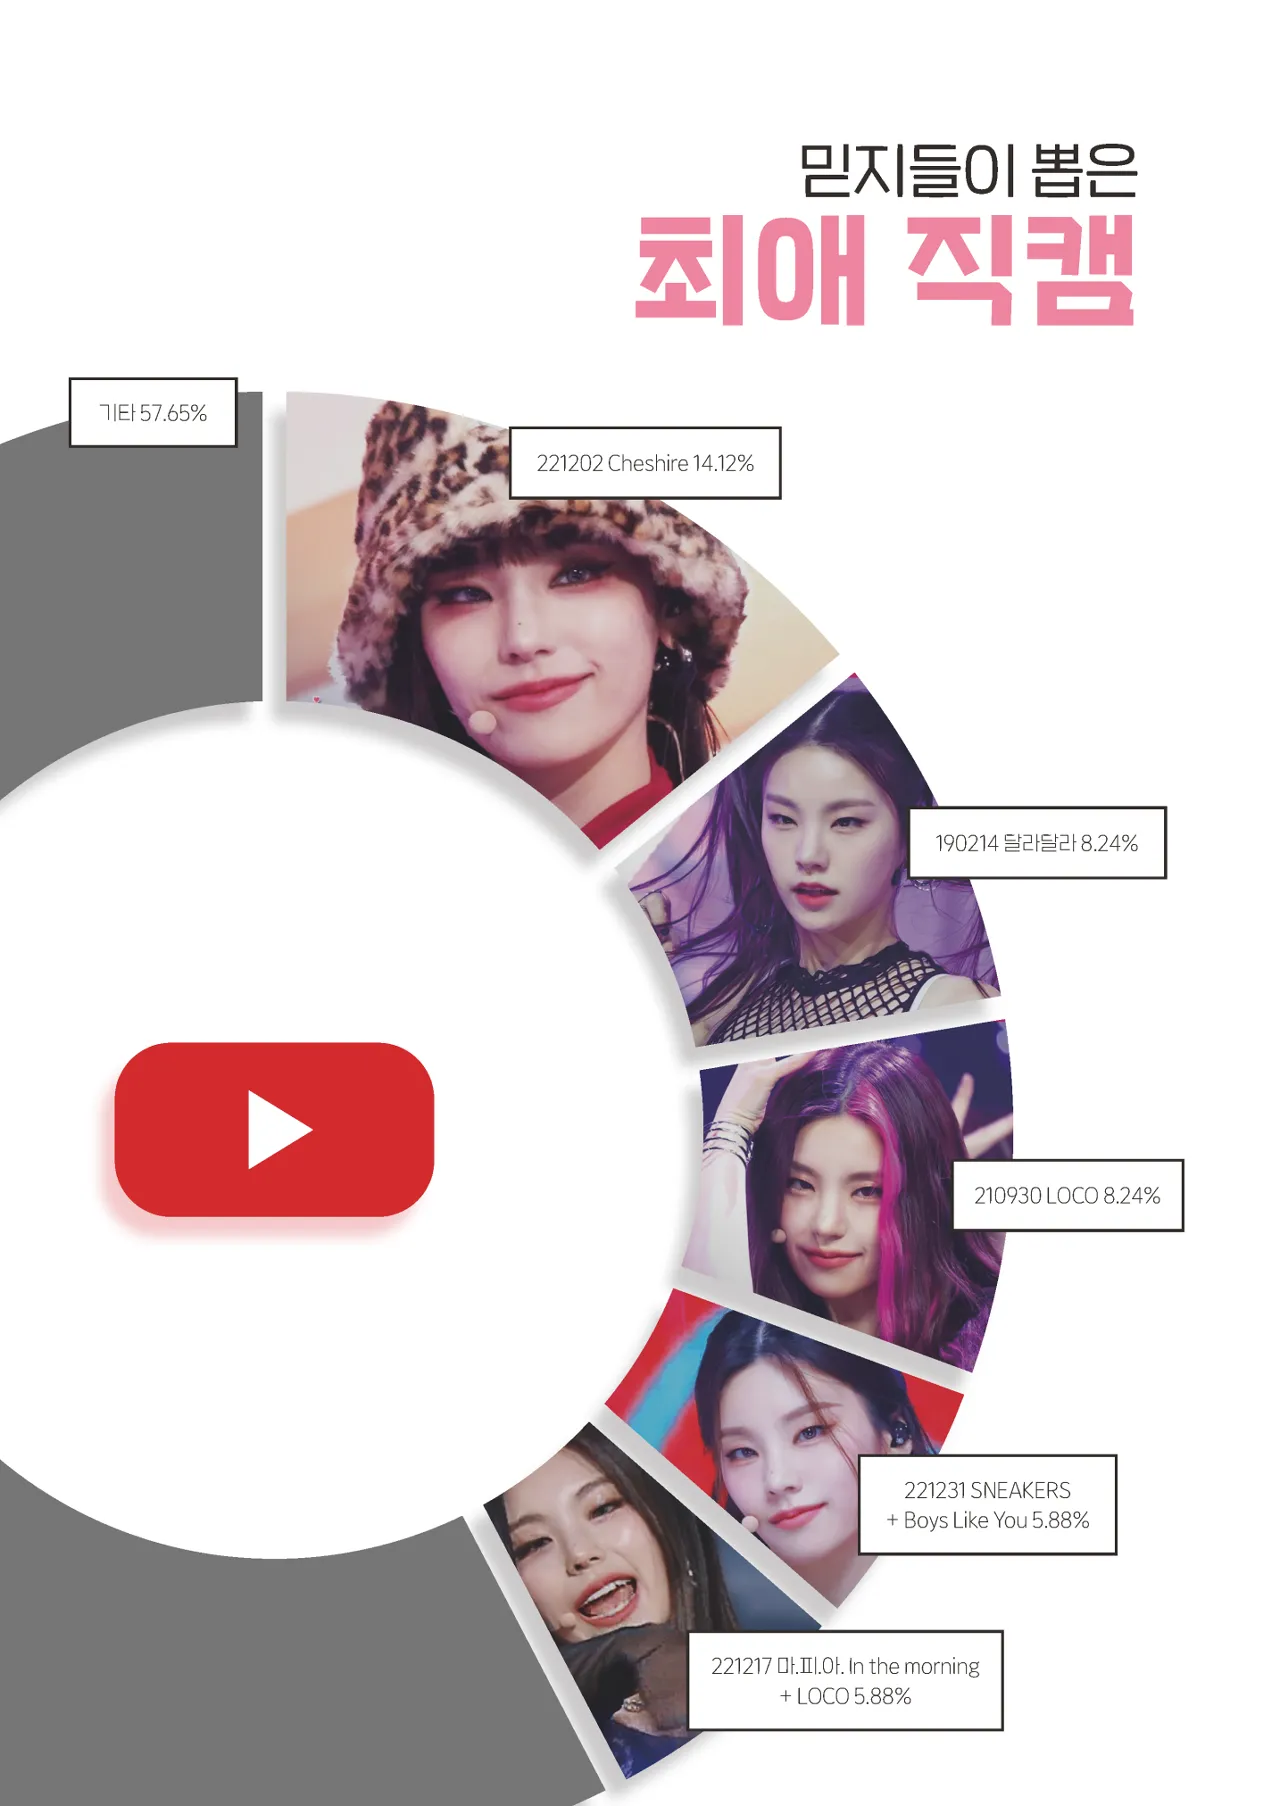 믿지들이 뽑은
최애 직캠
기타 57.65%
221202 Cheshire 14.12%
190214 달라달라 8.24%
210930 LOCO 8.24%
221231 SNEAKERS
+ Boys Like You 5.88%
221217 마.피.아. In the morning
+ LOCO 5.88%